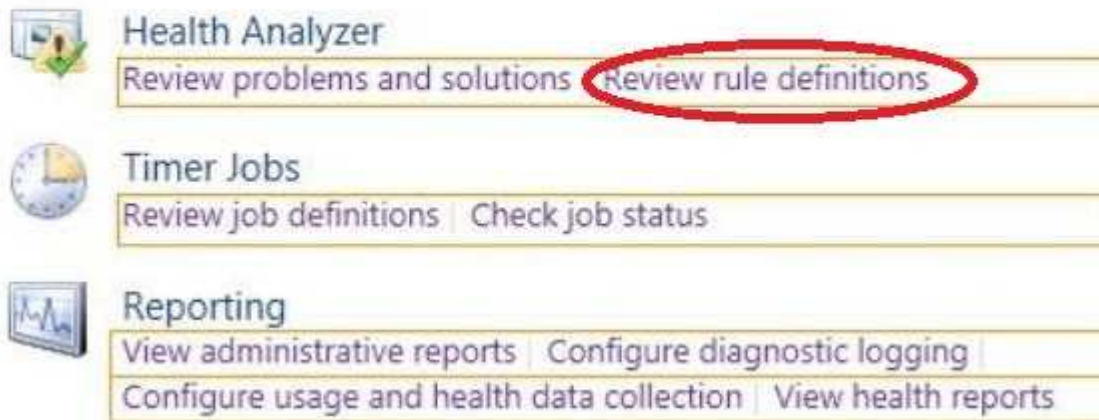 Health Analyzer
Review problems and solutions Review rule definitions
Timer Jobs
Review job definitions Check job status
Reporting
View administrative reports Configure diagnostic logging
Configure usage and health data collection View health reports